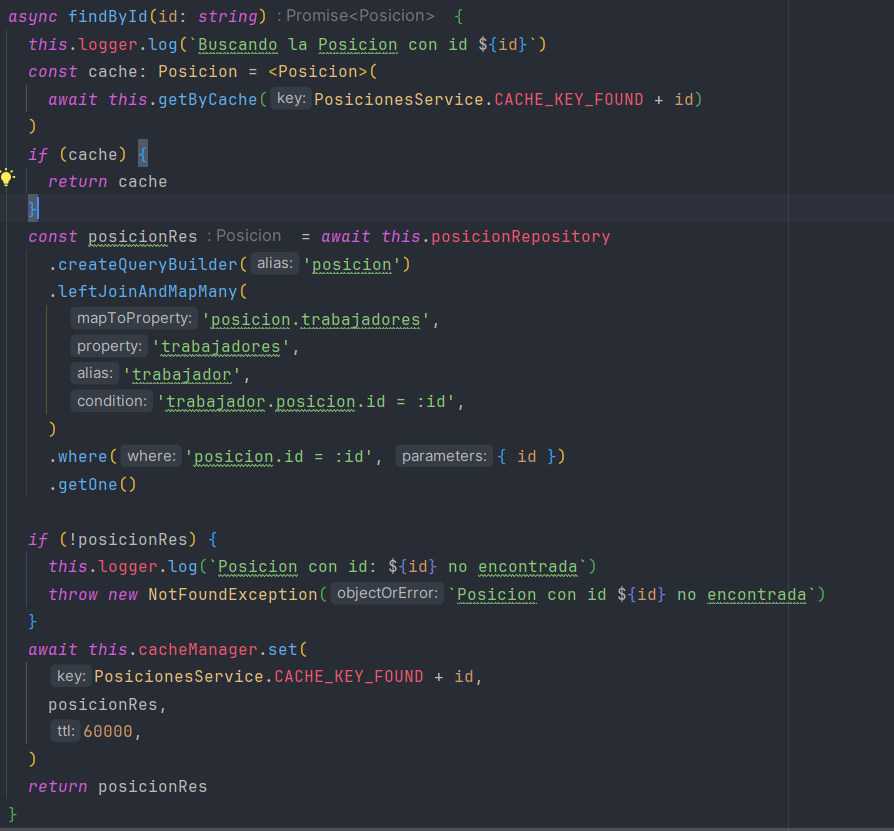 async findById(id: string) : Promise<Posicion> {
this.logger.log(`Buscando la Posicion con id ${id}`)
const cache: Posicion = <Posicion>(
await this.getByCache( key: PosicionesService.CACHE_KEY_FOUND + id)
)
if (cache) {
return cache
}
const posicionRes : Posicion = await this.posicionRepository
.createQueryBuilder( alias: 'posicion')
.leftJoinAndMapMany(
mapToProperty: 'posicion.trabajadores',
property: 'trabajadores',
alias: 'trabajador',
condition: 'trabajador.posicion.id = :id',
)
.where( where: 'posicion.id = :id', parameters: { id })
.getOne()
if (!posicionRes) {
this.logger.log(`Posicion con id: ${id} no encontrada`)
throw new NotFoundException( objectOrError: `Posicion con id ${id} no encontrada`)
}
await this.cacheManager.set(
key: PosicionesService.CACHE_KEY_FOUND + id,
posicionRes,
ttl: 60000,
)
return posicionRes
}